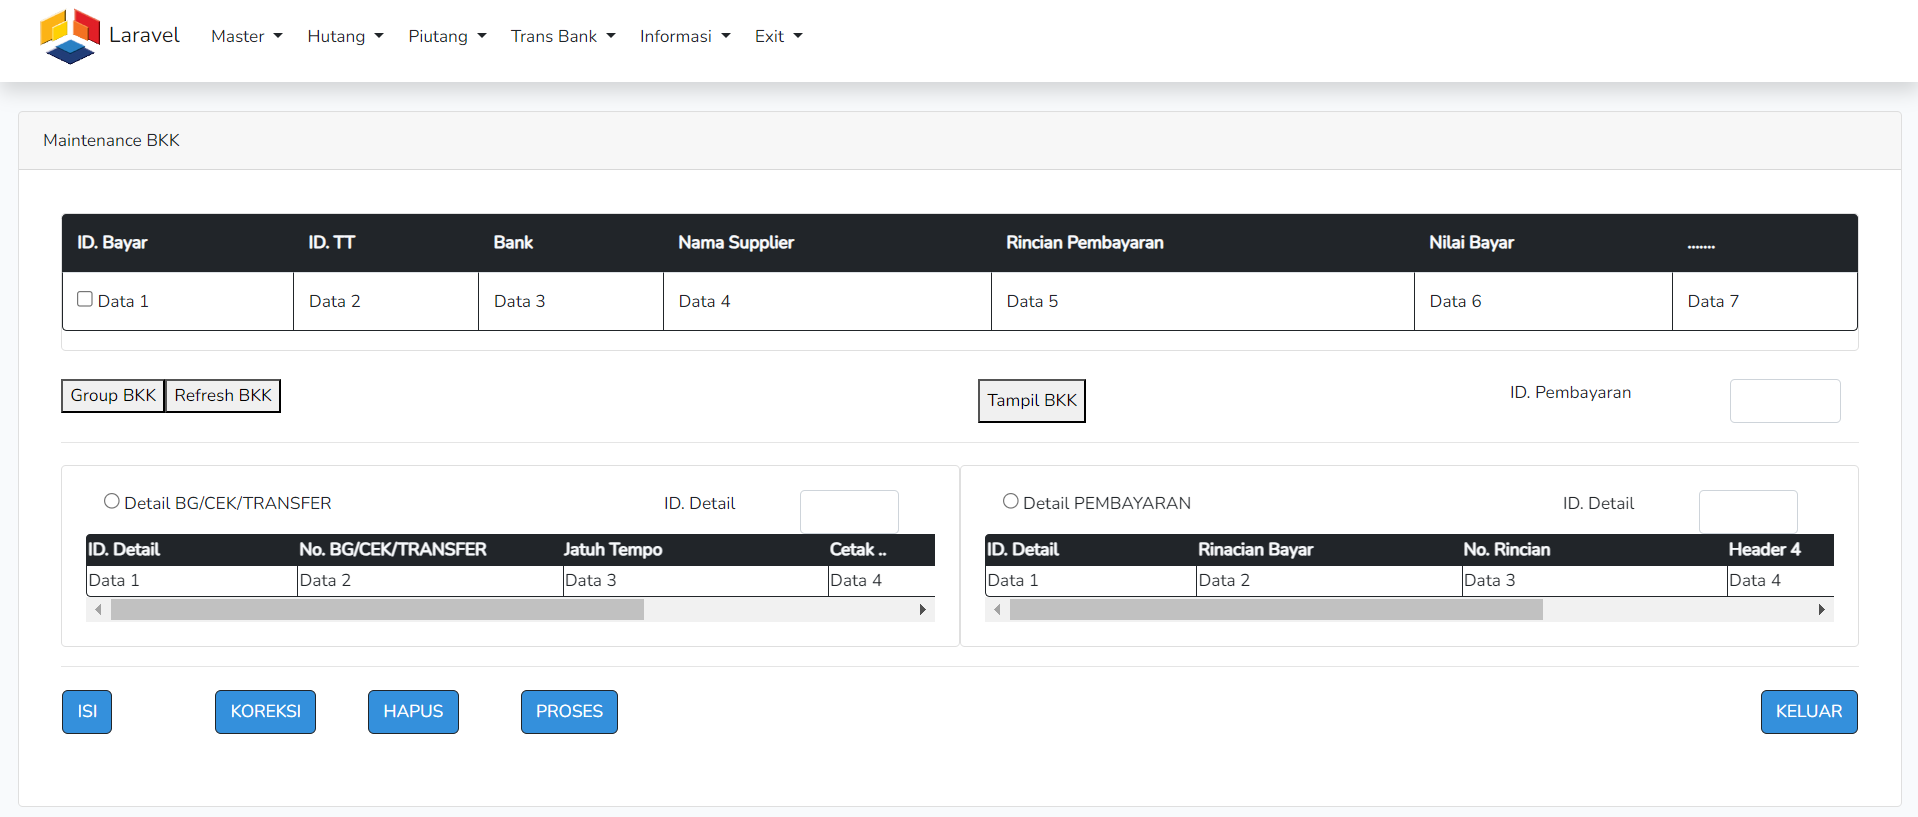 Laravel Master Hutang Piutang Trans Bank Informasi Exit
Maintenance BKK
ID. Bayar ID. TT Bank Nama Supplier Rincian Pembayaran Nilai Bayar .......
Data 1 Data 2 Data 3 Data 4 Data 5 Data 6 Data 7
Group BKK Refresh BKK Tampil BKK ID. Pembayaran
Detail BG/CEK/TRANSFER ID. Detail
ID. Detail No. BG/CEK/TRANSFER Jatuh Tempo Cetak ..
Data 1 Data 2 Data 3 Data 4
Detail PEMBAYARAN ID. Detail
ID. Detail Rinacian Bayar No. Rincian Header 4
Data 1 Data 2 Data 3 Data 4
ISI KOREKSI HAPUS PROSES KELUAR